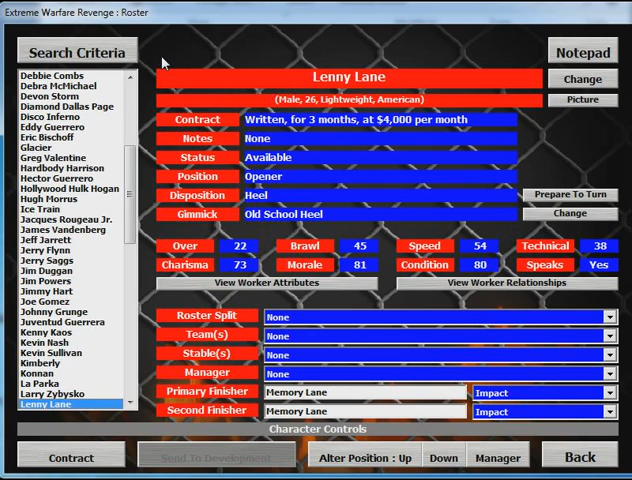 Extreme Warfare Revenge : Roster
Search Criteria
Notepad
Debbie Combs
Debra McMichael
Devon Storm
Diamond Dallas Page
Disco Inferno
Eddy Guerrero
Eric Bischoff
Glacier
Greg Valentine
Hardbody Harrison
Hector Guerrero
Hollywood Hulk Hogan
Hugh Morrus
Ice Train
Jacques Rougeau Jr.
James Vandenberg
Jeff Jarrett
Jerry Flynn
Jerry Saggs
Jim Duggan
Jim Powers
Jimmy Hart
Joe Gomez
Johnny Grunge
Juventud Guerrera
Kenny Kaos
Kevin Nash
Kevin Sullivan
Kimberly
Konnan
La Parka
Larry Zybysko
Lenny Lane
Lenny Lane
Change
(Male, 26, Lightweight, American)
Picture
Contract Written, for 3 months, at $4,000 per month
Notes None
Status Available
Position Opener
Disposition Heel Prepare To Turn
Gimmick Old School Heel Change
Over 22 Brawl 45 Speed 54 Technical 38
Charisma 73 Morale 81 Condition 80 Speaks Yes
View Worker Attributes View Worker Relationships
Roster Split None
Team(s) None
Stable(s) None
Manager None
Primary Finisher Memory Lane Impact
Second Finisher Memory Lane Impact
Character Controls
Contract Send To Development Alter Position : Up Down Manager Back